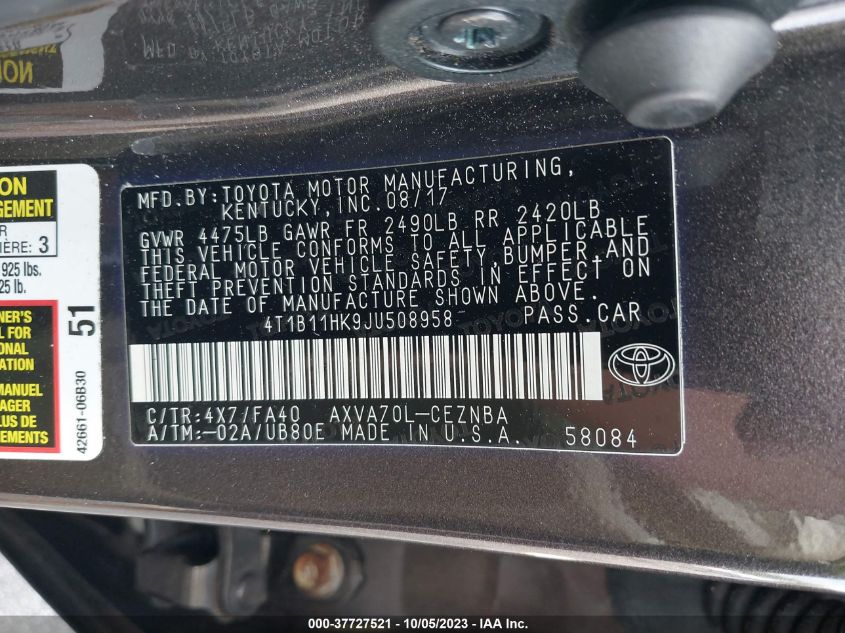 MFD.BY:TOYOTA MOTOR MANUFACTURING,
KENTUCKY, INC. 08/17
GVWR 4475LB GAWR FR 2490LB RR 2420LB
THIS VEHICLE CONFORMS TO ALL APPLICABLE
FEDERAL MOTOR VEHICLE SAFETY, BUMPER, AND
THEFT PREVENTION STANDARDS IN EFFECT ON
THE DATE OF MANUFACTURE SHOWN ABOVE.
4T1B11HK9JU508958 PASS.CAR
C/TR:4X7/FA40 AXVA70L-CEZNBA
A/TM:-02A/UB80E MADE IN U.S.A. 58084
ON
GEMENT
R
IÈRE: 3
925 lbs.
25 lb.
NER'S
L FOR
ONAL
ATION
MANUEL
AGER
PLUS DE
EMENTS
51
42661-06B30
000-37727521 - 10/05/2023 - Copyright IAA, Inc.